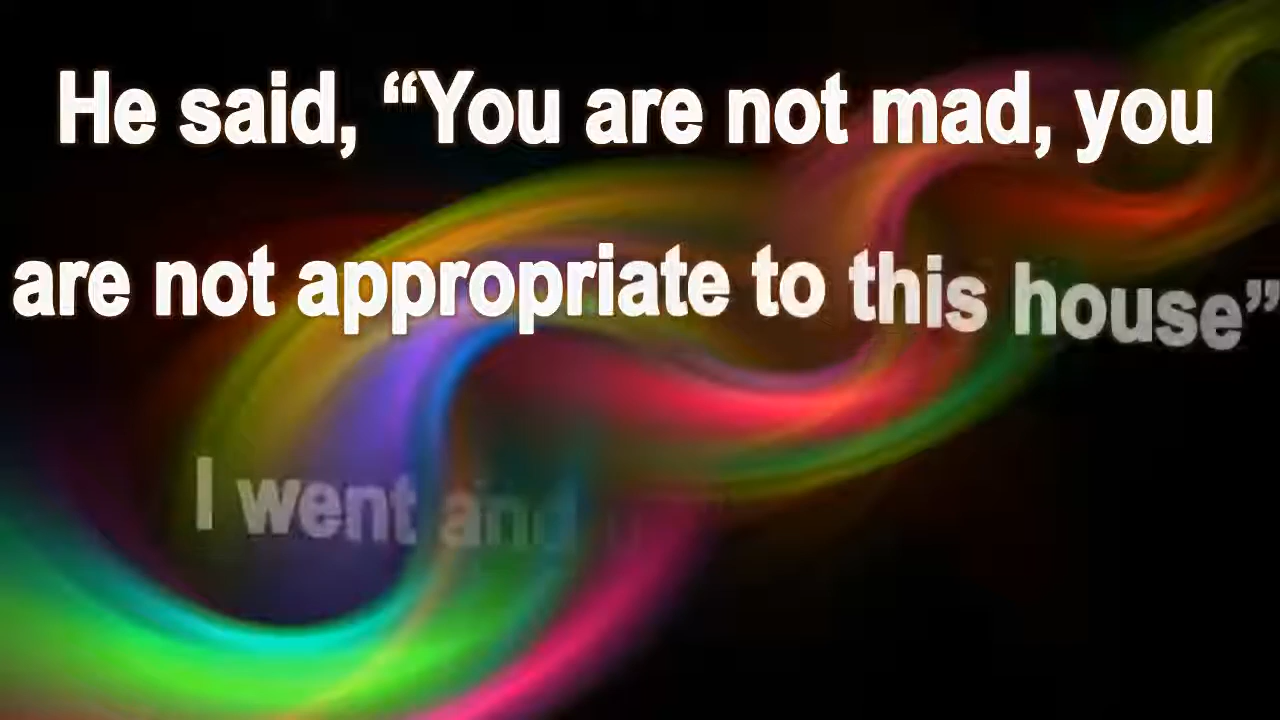 He said, “You are not mad, you
are not appropriate to this house”
I went and